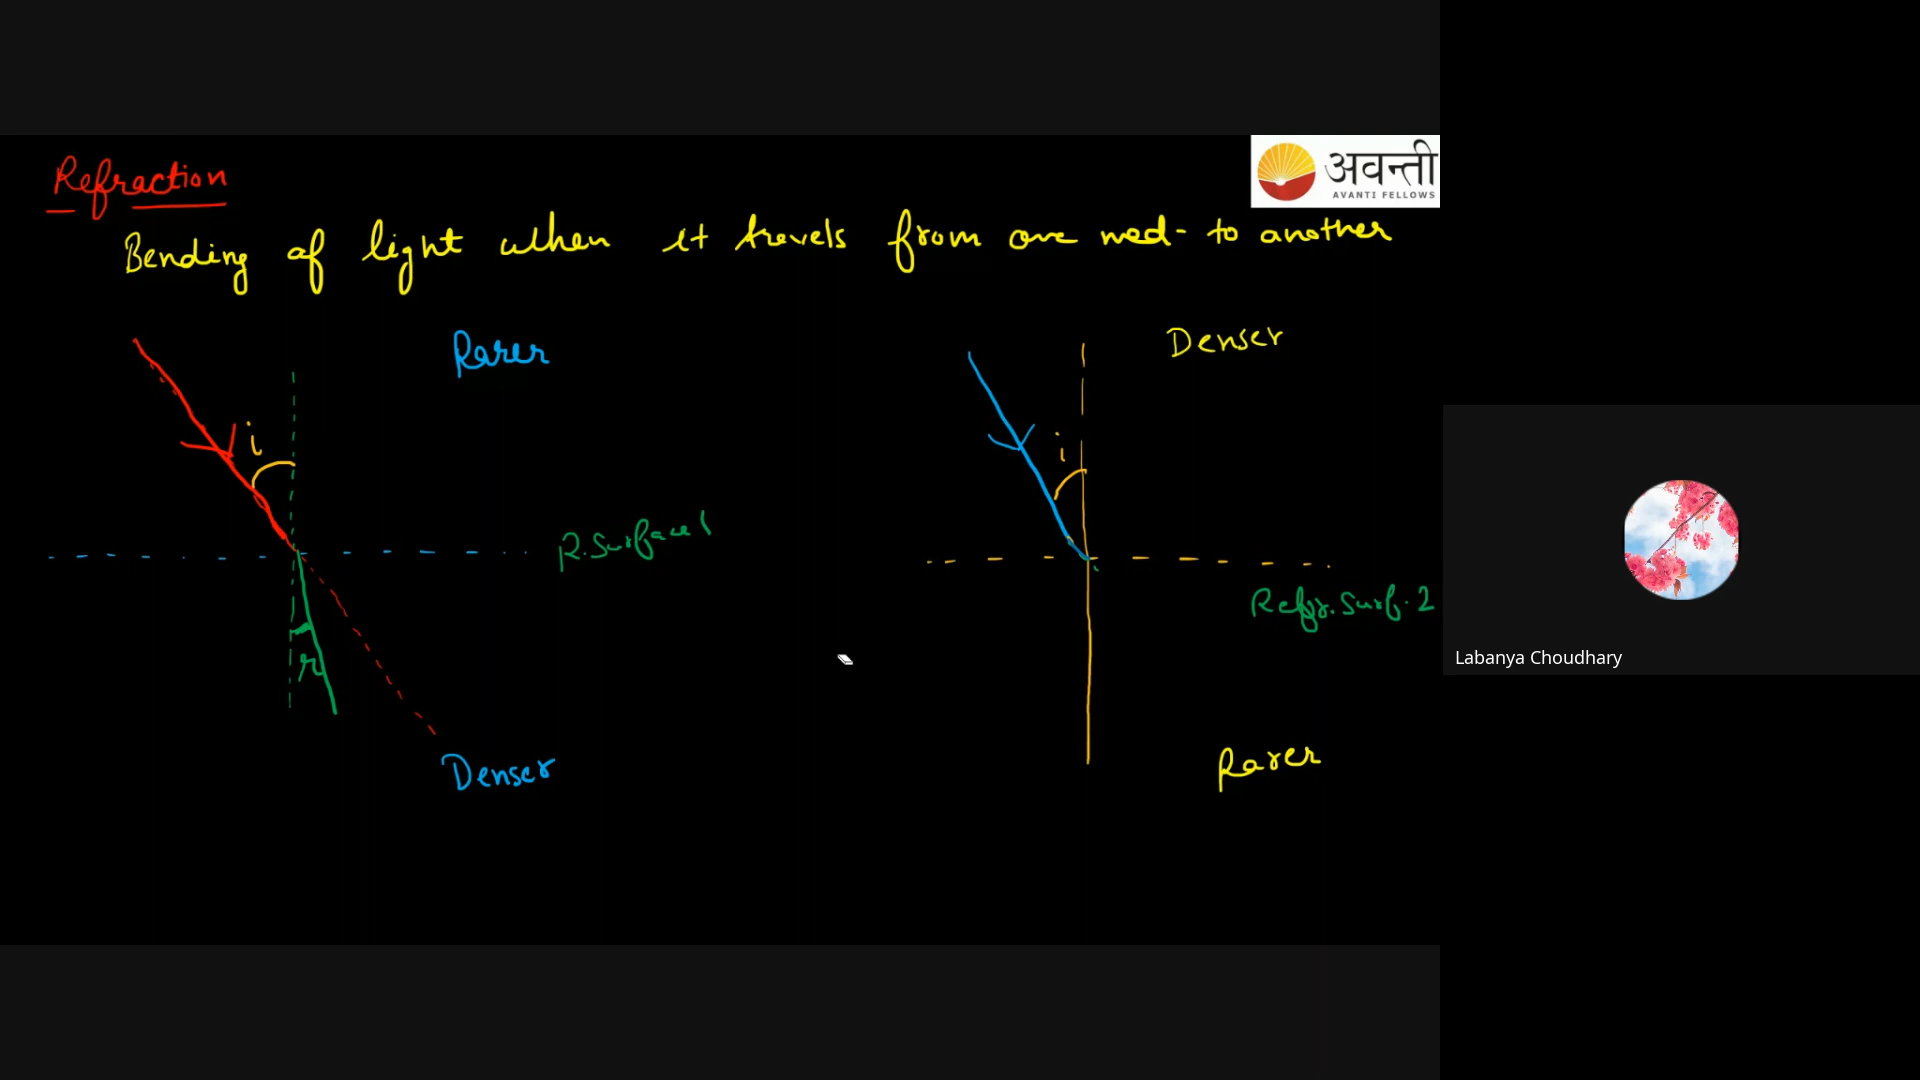 Refraction
अवन्ती
AVANTI FELLOWS
Bending of light when it travels from one med- to another
Rarer
Denser
i
i
R.Surface 1
Refr. Surf. 2
r
Labanya Choudhary
Denser
Rarer